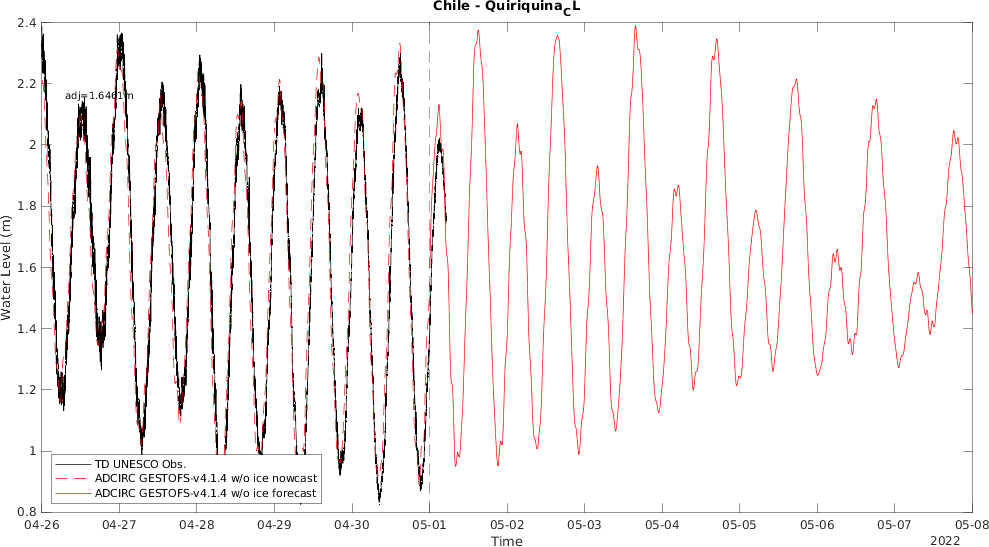 Chile - Quiriquina_CL
2.4
2.2
2
1.8
1.6
1.4
1.2
1
0.8
Water Level (m)
adj=1.6461m
TD UNESCO Obs.
ADCIRC GESTOFS-v4.1.4 w/o ice nowcast
ADCIRC GESTOFS-v4.1.4 w/o ice forecast
04-26 04-27 04-28 04-29 04-30 05-01 05-02 05-03 05-04 05-05 05-06 05-07 05-08
Time
2022